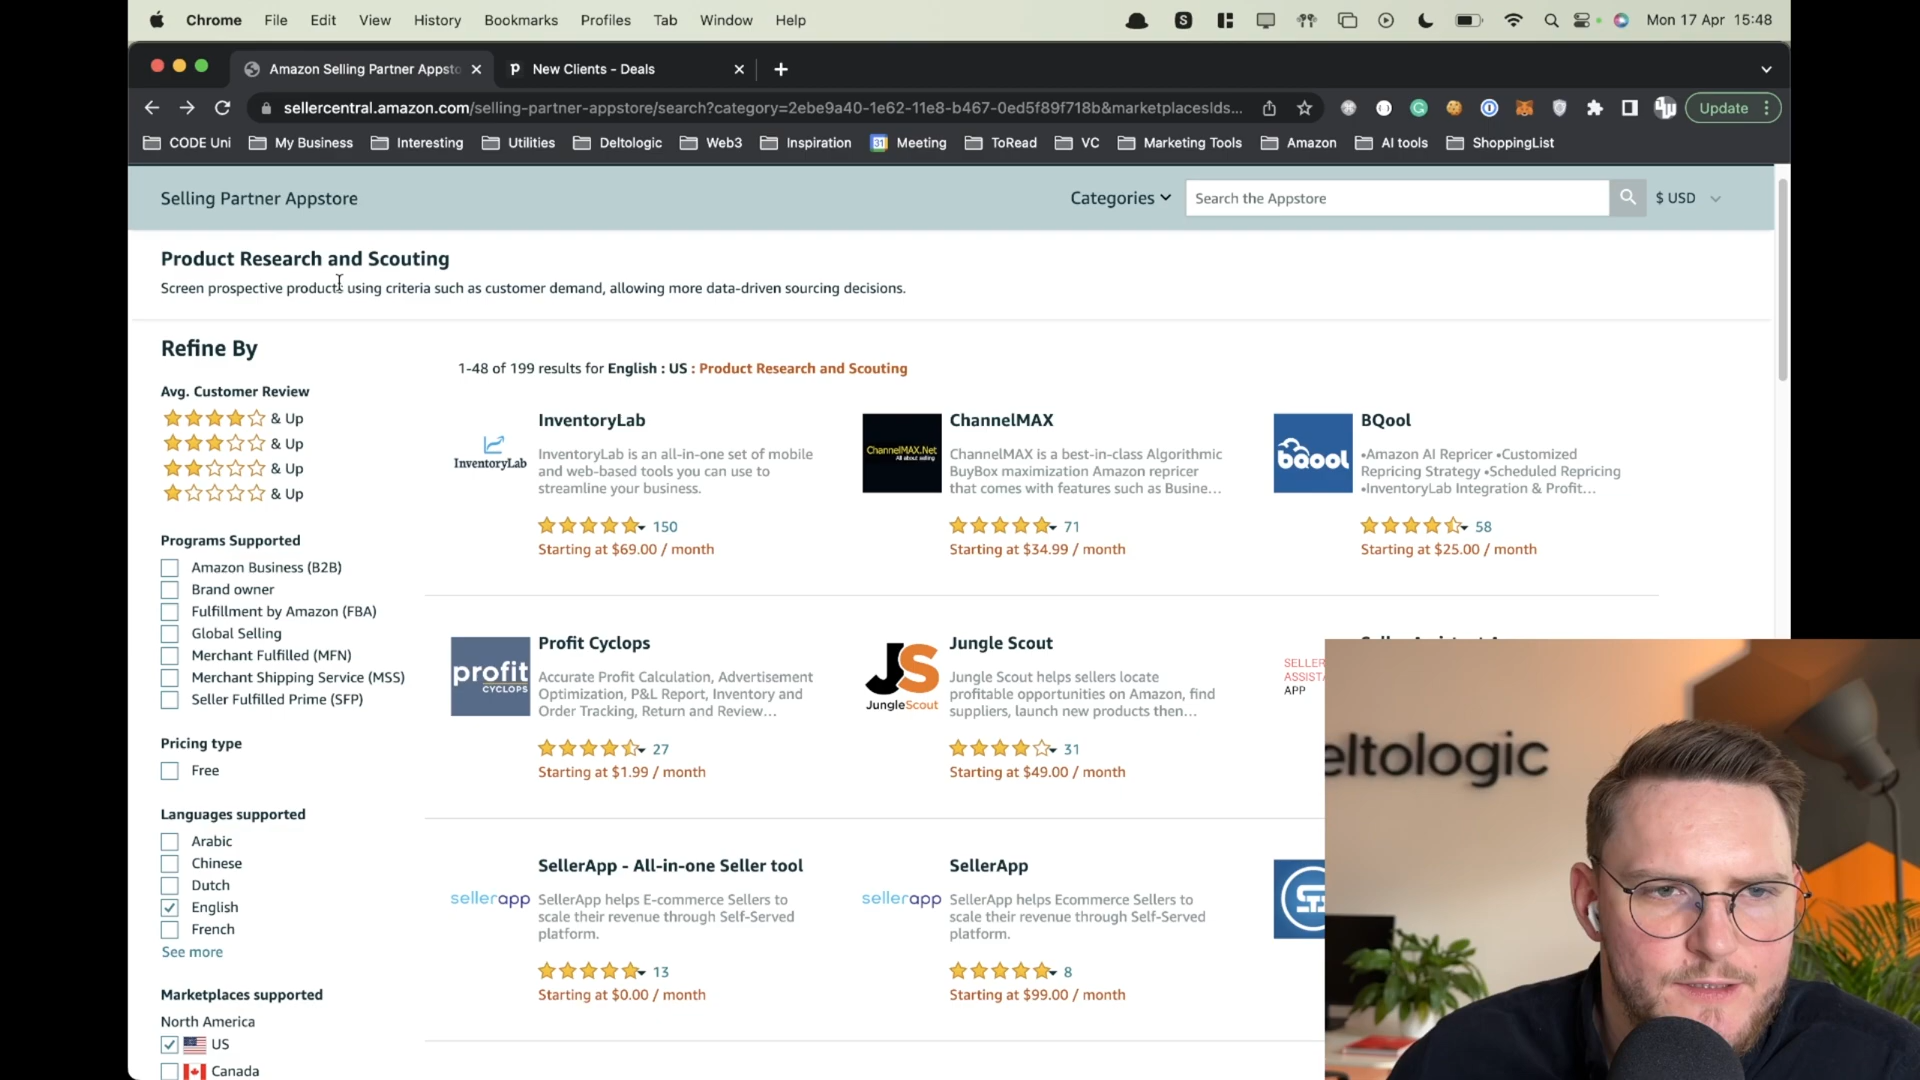 Chrome File Edit View History Bookmarks Profiles Tab Window Help
S
Mon 17 Apr 15:48
Amazon Selling Partner Appsto
New Clients - Deals
sellercentral.amazon.com/selling-partner-appstore/search?category=2ebe9a40-1e62-11e8-b467-0ed5f89f718b&marketplacesIds...
Update
CODE Uni My Business Interesting Utilities Deltologic Web3 Inspiration 31 Meeting ToRead VC Marketing Tools Amazon AI tools ShoppingList
Selling Partner Appstore
Categories
Search the Appstore
$ USD
Product Research and Scouting
Screen prospective products using criteria such as customer demand, allowing more data-driven sourcing decisions.
Refine By
Avg. Customer Review
& Up
& Up
& Up
& Up
Programs Supported
Amazon Business (B2B)
Brand owner
Fulfillment by Amazon (FBA)
Global Selling
Merchant Fulfilled (MFN)
Merchant Shipping Service (MSS)
Seller Fulfilled Prime (SFP)
Pricing type
Free
Languages supported
Arabic
Chinese
Dutch
English
French
See more
Marketplaces supported
North America
US
Canada
1-48 of 199 results for English : US : Product Research and Scouting
InventoryLab
InventoryLab
InventoryLab is an all-in-one set of mobile
and web-based tools you can use to
streamline your business.
150
Starting at $69.00 / month
ChannelMAX.Net
All about selling
ChannelMAX
ChannelMAX is a best-in-class Algorithmic
BuyBox maximization Amazon repricer
that comes with features such as Busine...
71
Starting at $34.99 / month
bqool
BQool
•Amazon AI Repricer •Customized
Repricing Strategy •Scheduled Repricing
•InventoryLab Integration & Profit...
58
Starting at $25.00 / month
profit
CYCLOPS
Profit Cyclops
Accurate Profit Calculation, Advertisement
Optimization, P&L Report, Inventory and
Order Tracking, Return and Review...
27
Starting at $1.99 / month
JS
JungleScout
Jungle Scout
Jungle Scout helps sellers locate
profitable opportunities on Amazon, find
suppliers, launch new products then...
31
Starting at $49.00 / month
SELLER
ASSISTA
APP
sellerapp
SellerApp - All-in-one Seller tool
SellerApp helps E-commerce Sellers to
scale their revenue through Self-Served
platform.
13
Starting at $0.00 / month
sellerapp
SellerApp
SellerApp helps Ecommerce Sellers to
scale their revenue through Self-Served
platform.
8
Starting at $99.00 / month
eltologic